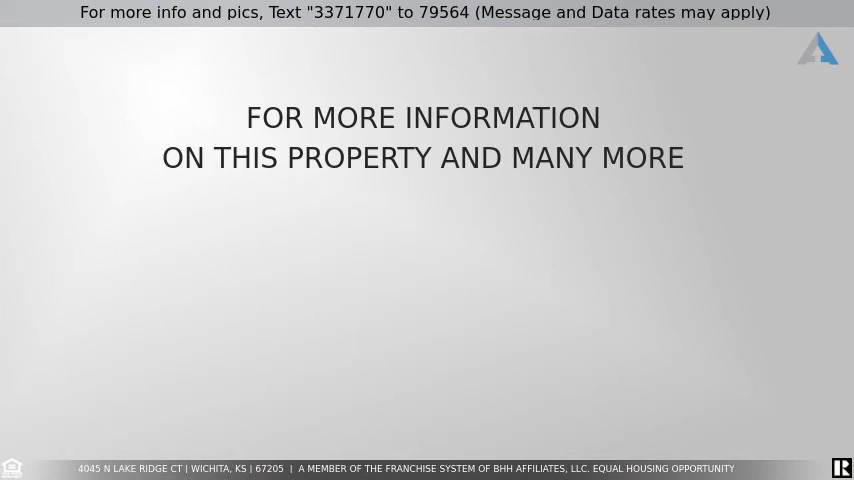 For more info and pics, Text "3371770" to 79564 (Message and Data rates may apply)
FOR MORE INFORMATION
ON THIS PROPERTY AND MANY MORE
4045 N LAKE RIDGE CT | WICHITA, KS | 67205 | A MEMBER OF THE FRANCHISE SYSTEM OF BHH AFFILIATES, LLC. EQUAL HOUSING OPPORTUNITY